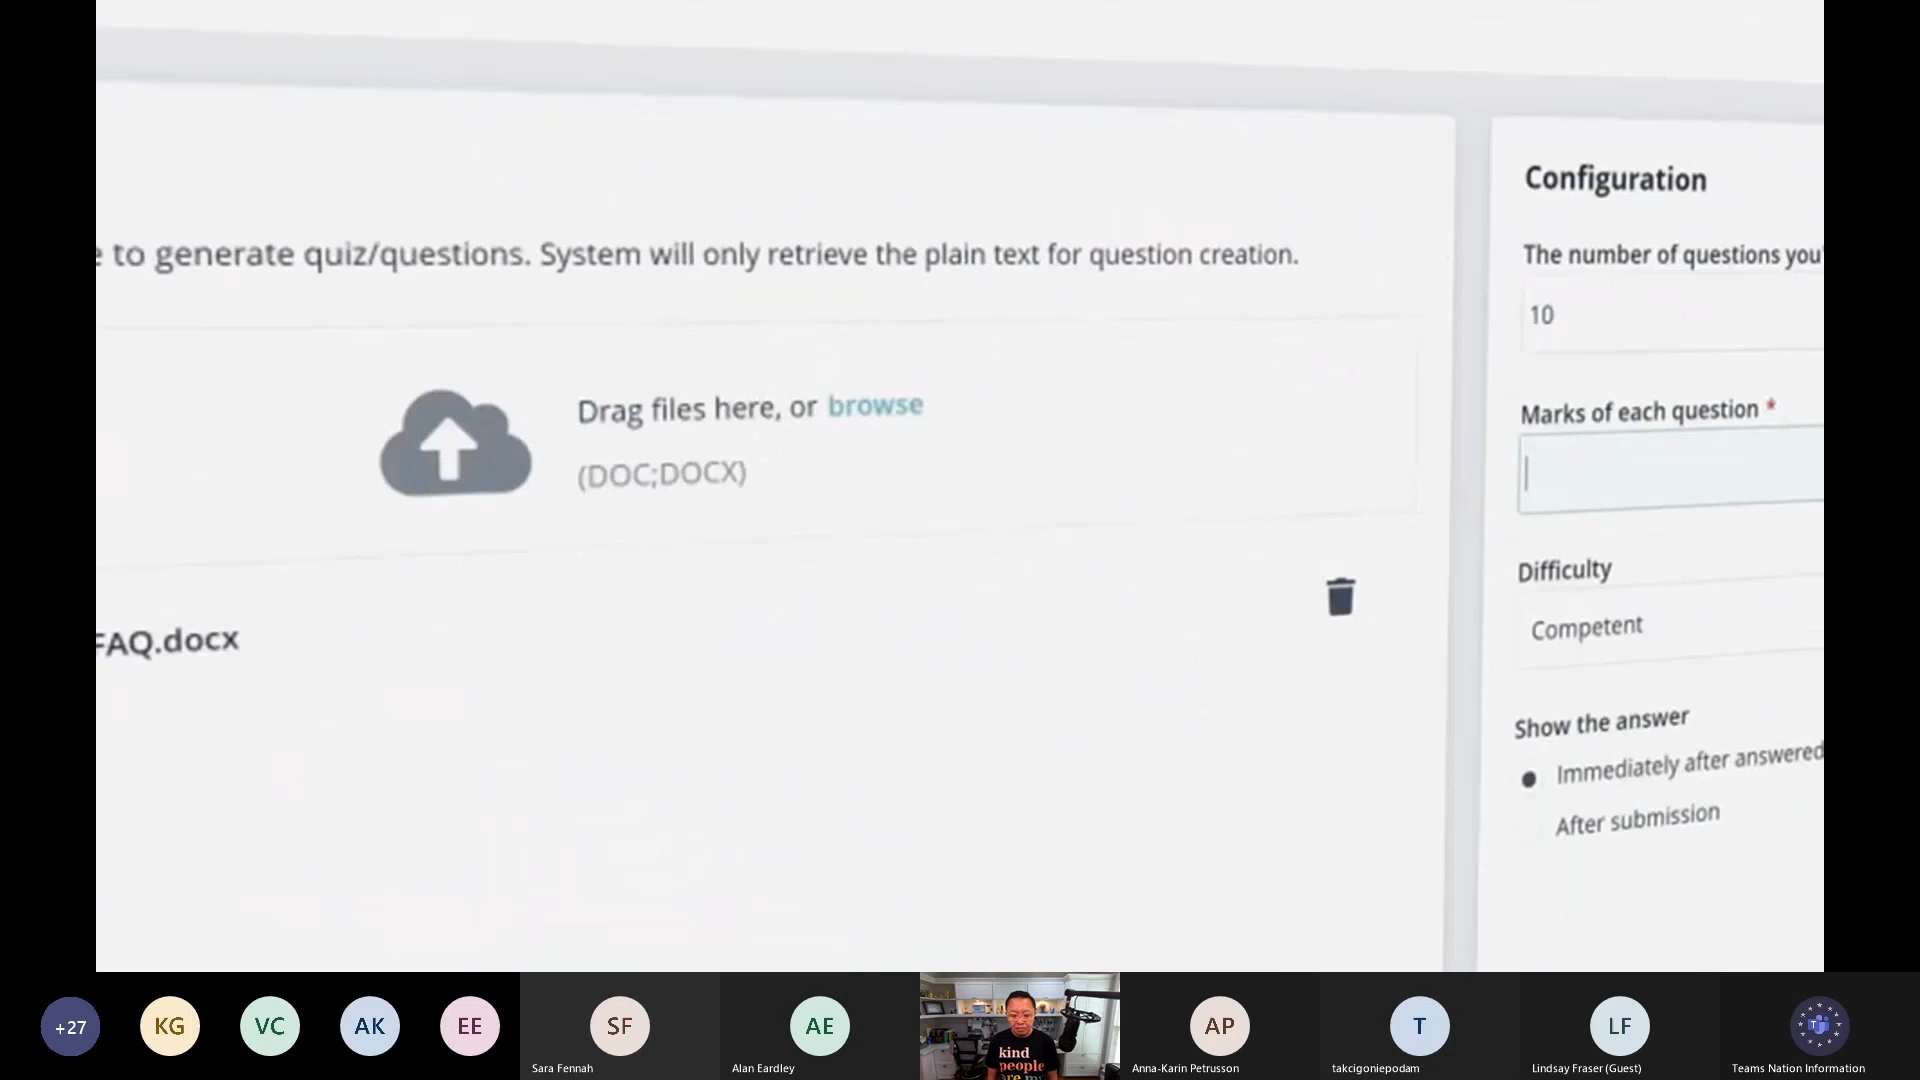 Configuration
e to generate quiz/questions. System will only retrieve the plain text for question creation.
The number of questions you'
10
Drag files here, or browse
(DOC;DOCX)
Marks of each question *
Difficulty
FAQ.docx
Competent
Show the answer
Immediately after answered
After submission
+27
KG
VC
AK
EE
SF
Sara Fennah
AE
Alan Eardley
kind
people
are my
AP
Anna-Karin Petrusson
T
takcigoniepodam
LF
Lindsay Fraser (Guest)
T
Teams Nation Information